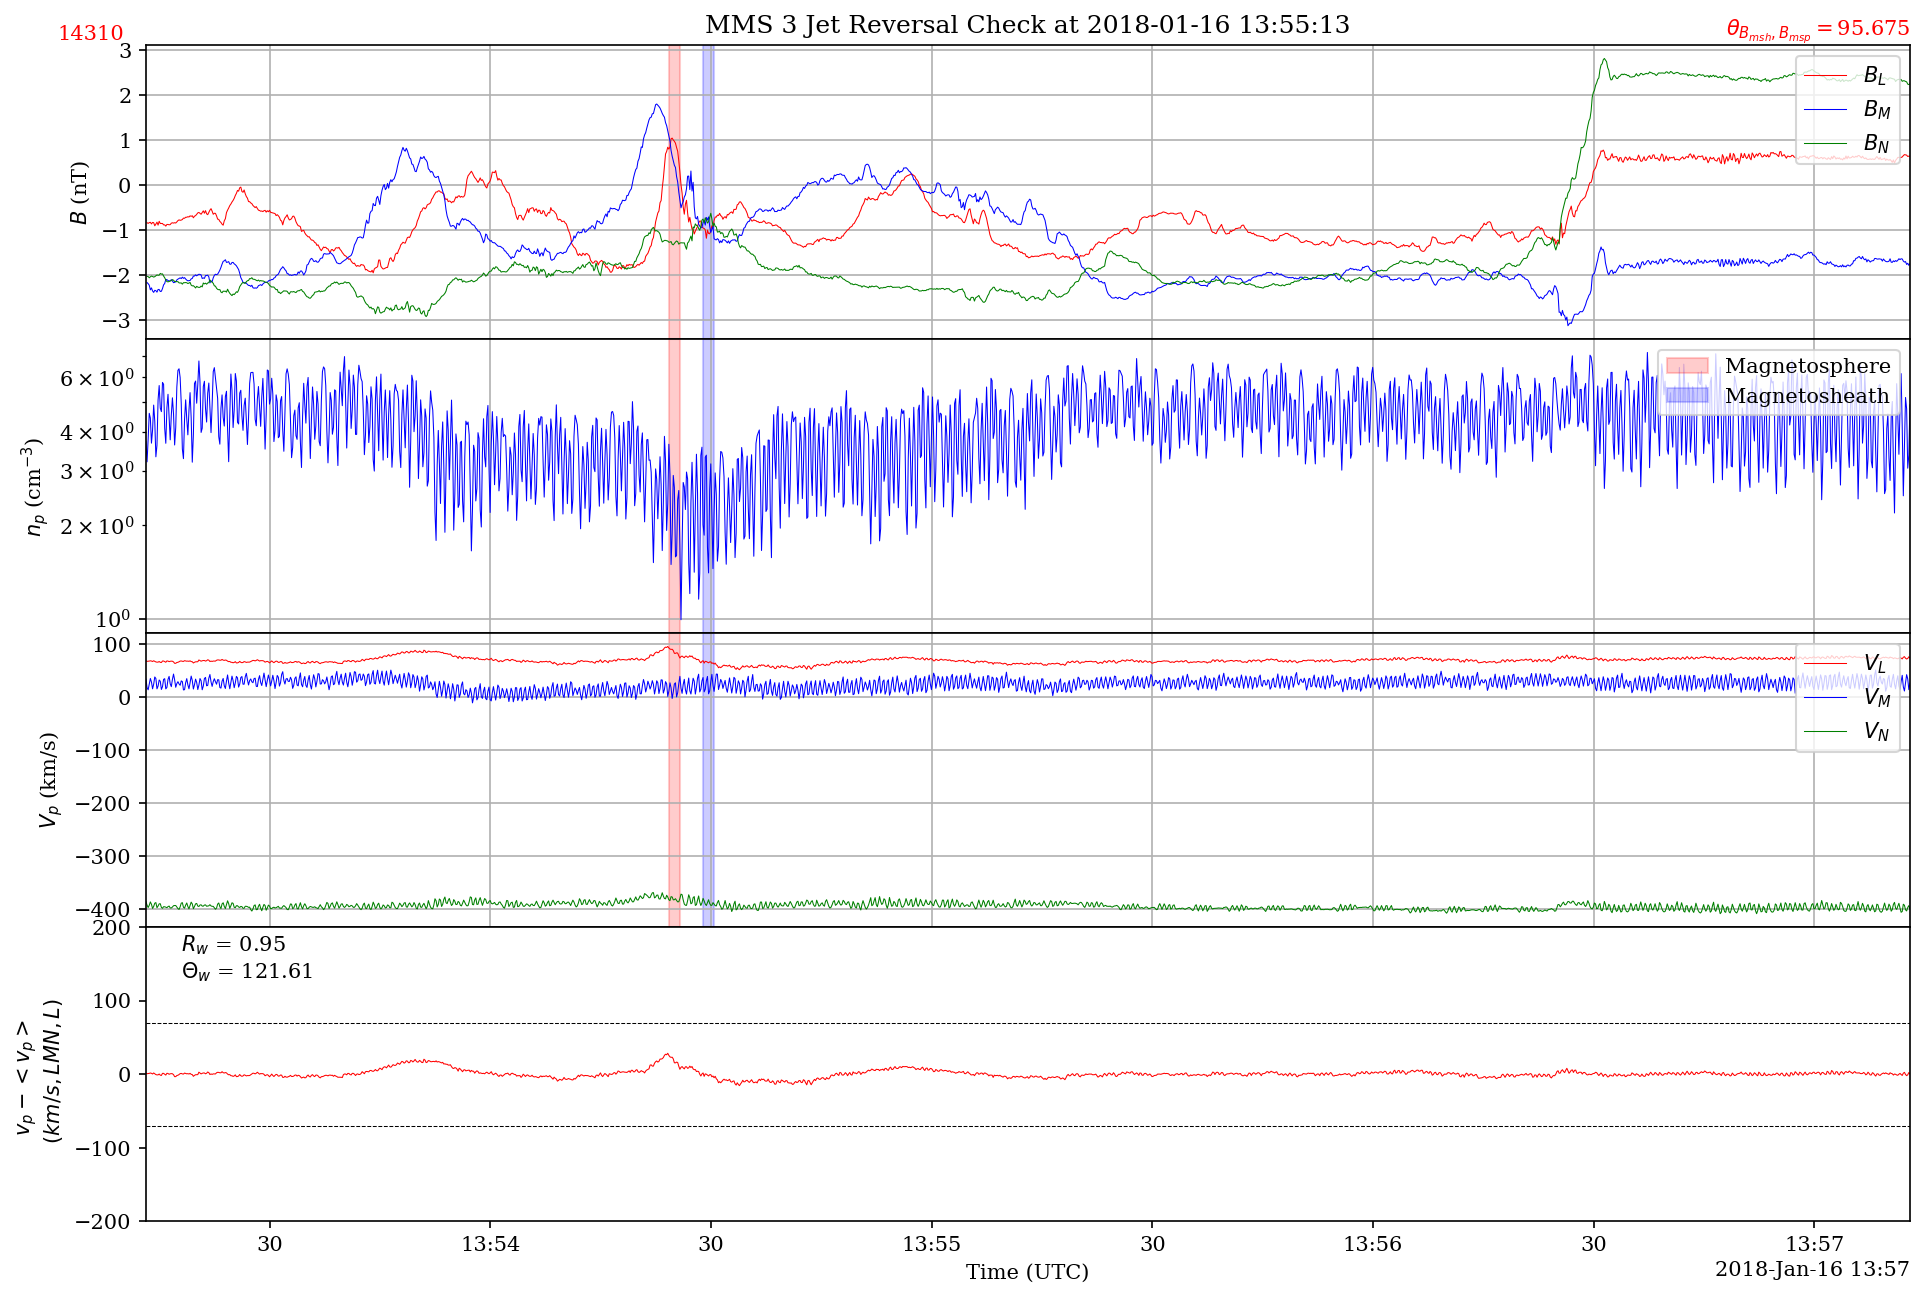 MMS 3 Jet Reversal Check at 2018-01-16 13:55:13
14310
θ_{B_{msh}, B_{msp}} = 95.675
3
2
1
0
−1
−2
−3
B (nT)
B_L
B_M
B_N
6 × 10^0
4 × 10^0
3 × 10^0
2 × 10^0
10^0
n_p (cm^{−3})
Magnetosphere
Magnetosheath
100
0
−100
−200
−300
−400
V_p (km/s)
V_L
V_M
V_N
200
100
0
−100
−200
v_p − < v_p >
(km/s, LMN, L)
R_w = 0.95
Θ_w = 121.61
30
13:54
30
13:55
30
13:56
30
13:57
Time (UTC)
2018-Jan-16 13:57